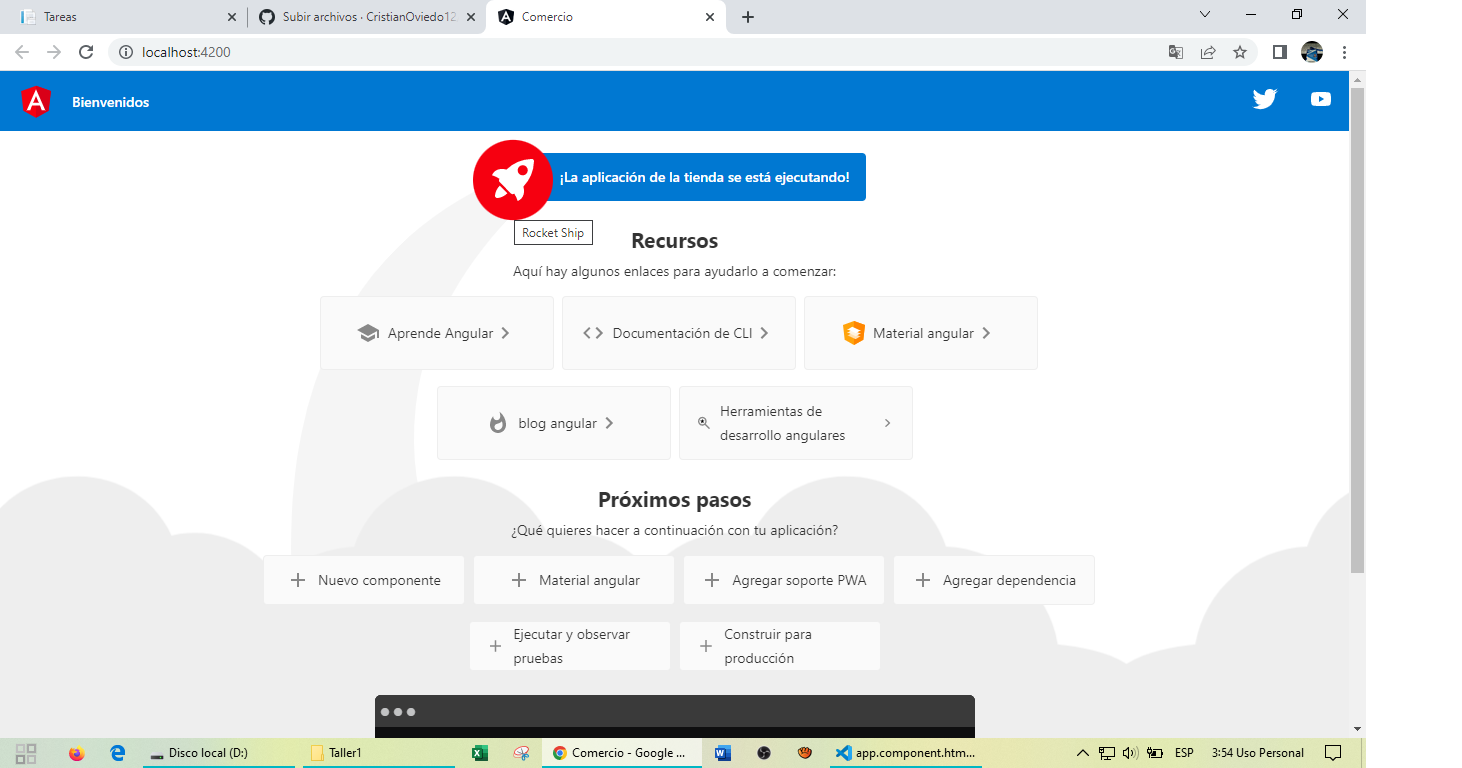 Tareas
Subir archivos · CristianOviedo12
Comercio
localhost:4200
Bienvenidos
¡La aplicación de la tienda se está ejecutando!
Rocket Ship
Recursos
Aquí hay algunos enlaces para ayudarlo a comenzar:
Aprende Angular
Documentación de CLI
Material angular
blog angular
Herramientas de
desarrollo angulares
Próximos pasos
¿Qué quieres hacer a continuación con tu aplicación?
Nuevo componente
Material angular
Agregar soporte PWA
Agregar dependencia
Ejecutar y observar
pruebas
Construir para
producción
Disco local (D:)
Taller1
Comercio - Google ...
app.component.htm...
ESP
3:54 Uso Personal